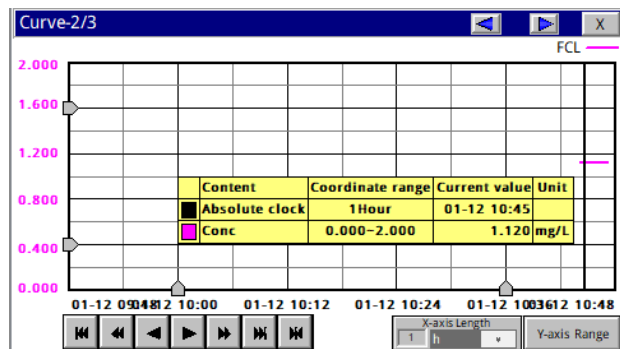 Curve-2/3
X
FCL
2.000
1.600
1.200
0.800
0.400
0.000
Content Coordinate range Current value Unit
Absolute clock 1Hour 01-12 10:45
Conc 0.000~2.000 1.120 mg/L
01-12 10:00 01-12 10:12 01-12 10:24 01-12 10:48
X-axis Length
1 h
Y-axis Range